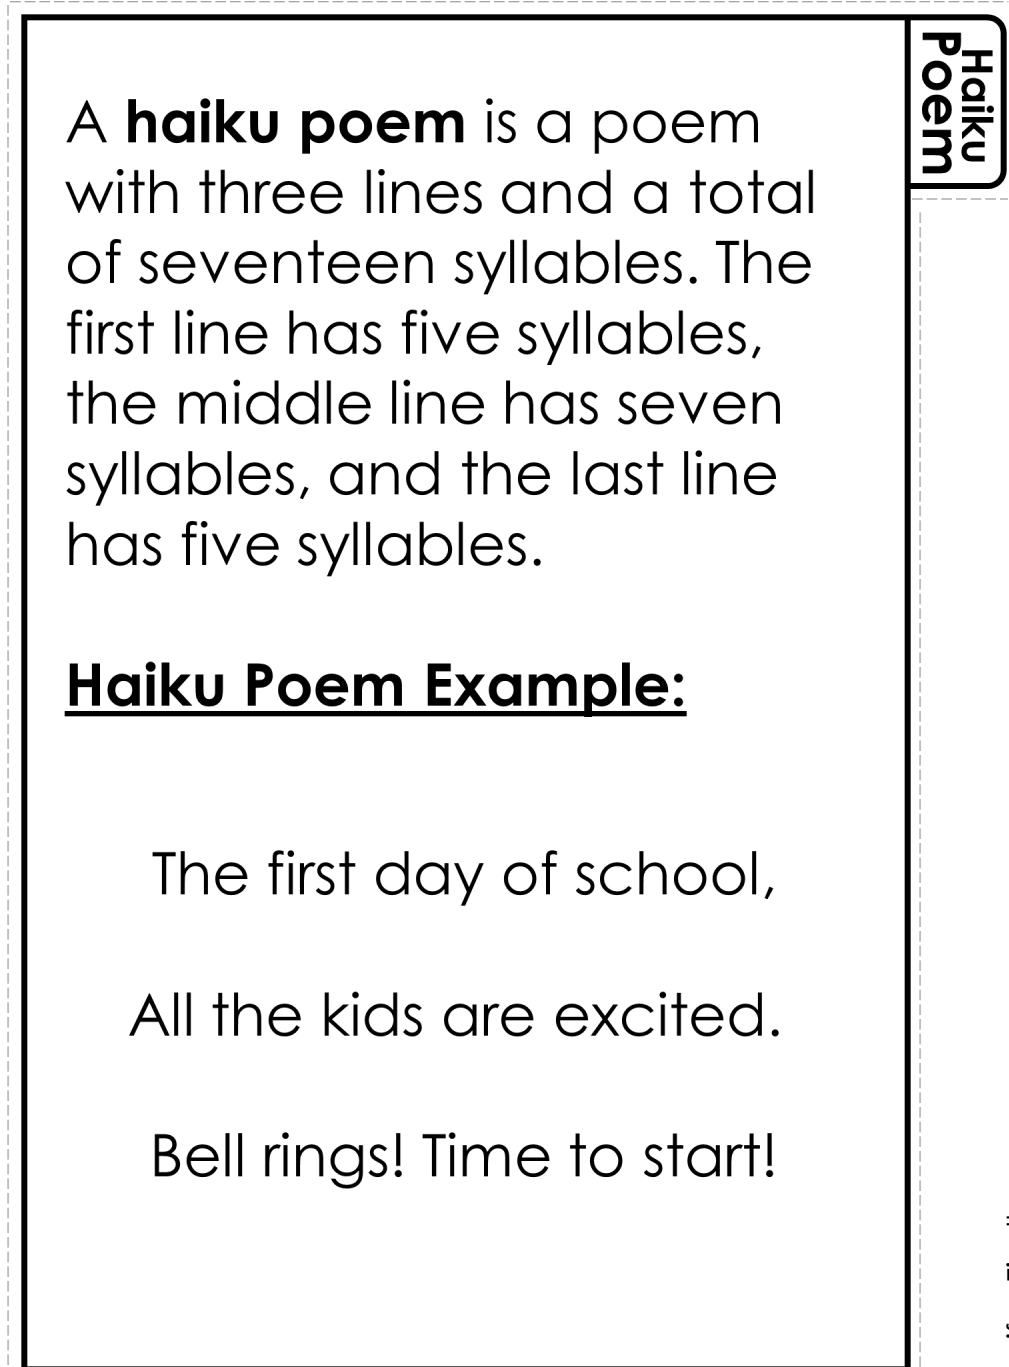 Haiku
Poem
A haiku poem is a poem
with three lines and a total
of seventeen syllables. The
first line has five syllables,
the middle line has seven
syllables, and the last line
has five syllables.
Haiku Poem Example:
The first day of school,
All the kids are excited.
Bell rings! Time to start!